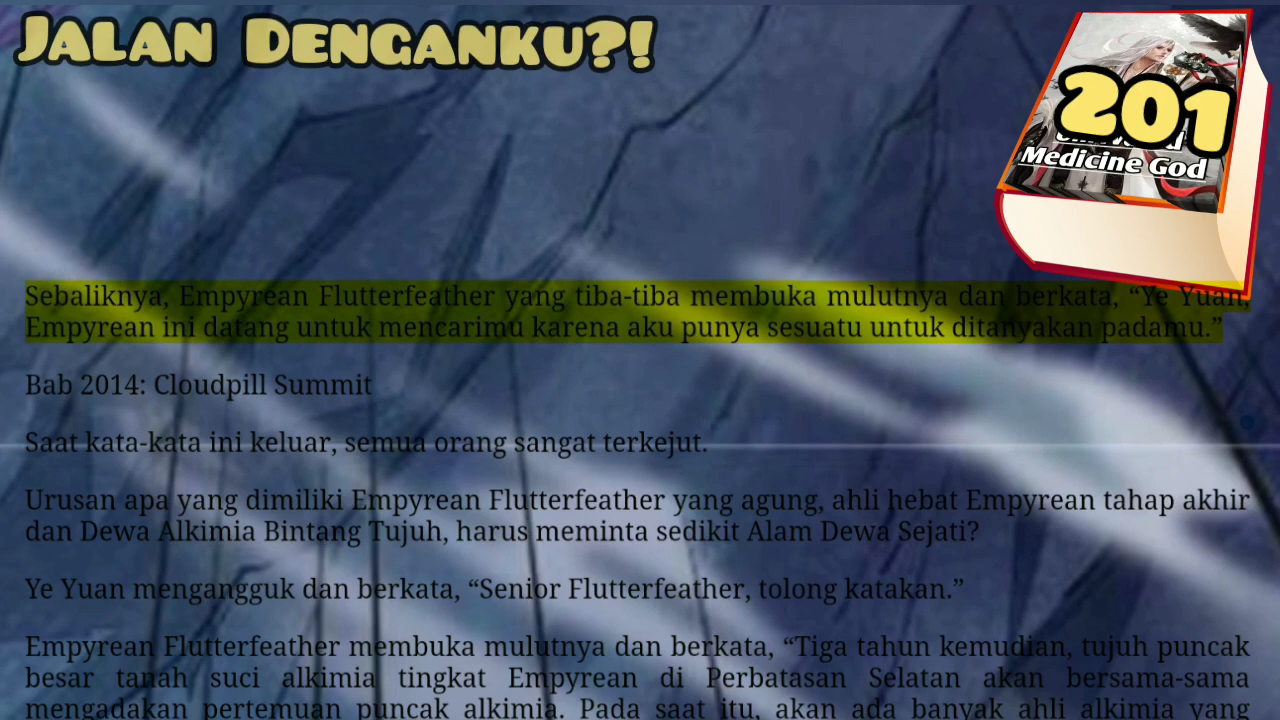 Jalan Denganku?!
201
Medicine God
Sebaliknya, Empyrean Flutterfeather yang tiba-tiba membuka mulutnya dan berkata, “Ye Yuan,
Empyrean ini datang untuk mencarimu karena aku punya sesuatu untuk ditanyakan padamu.”
Bab 2014: Cloudpill Summit
Saat kata-kata ini keluar, semua orang sangat terkejut.
Urusan apa yang dimiliki Empyrean Flutterfeather yang agung, ahli hebat Empyrean tahap akhir
dan Dewa Alkimia Bintang Tujuh, harus meminta sedikit Alam Dewa Sejati?
Ye Yuan mengangguk dan berkata, “Senior Flutterfeather, tolong katakan.”
Empyrean Flutterfeather membuka mulutnya dan berkata, “Tiga tahun kemudian, tujuh puncak
besar tanah suci alkimia tingkat Empyrean di Perbatasan Selatan akan bersama-sama
mengadakan pertemuan puncak alkimia. Pada saat itu, akan ada banyak ahli alkimia yang